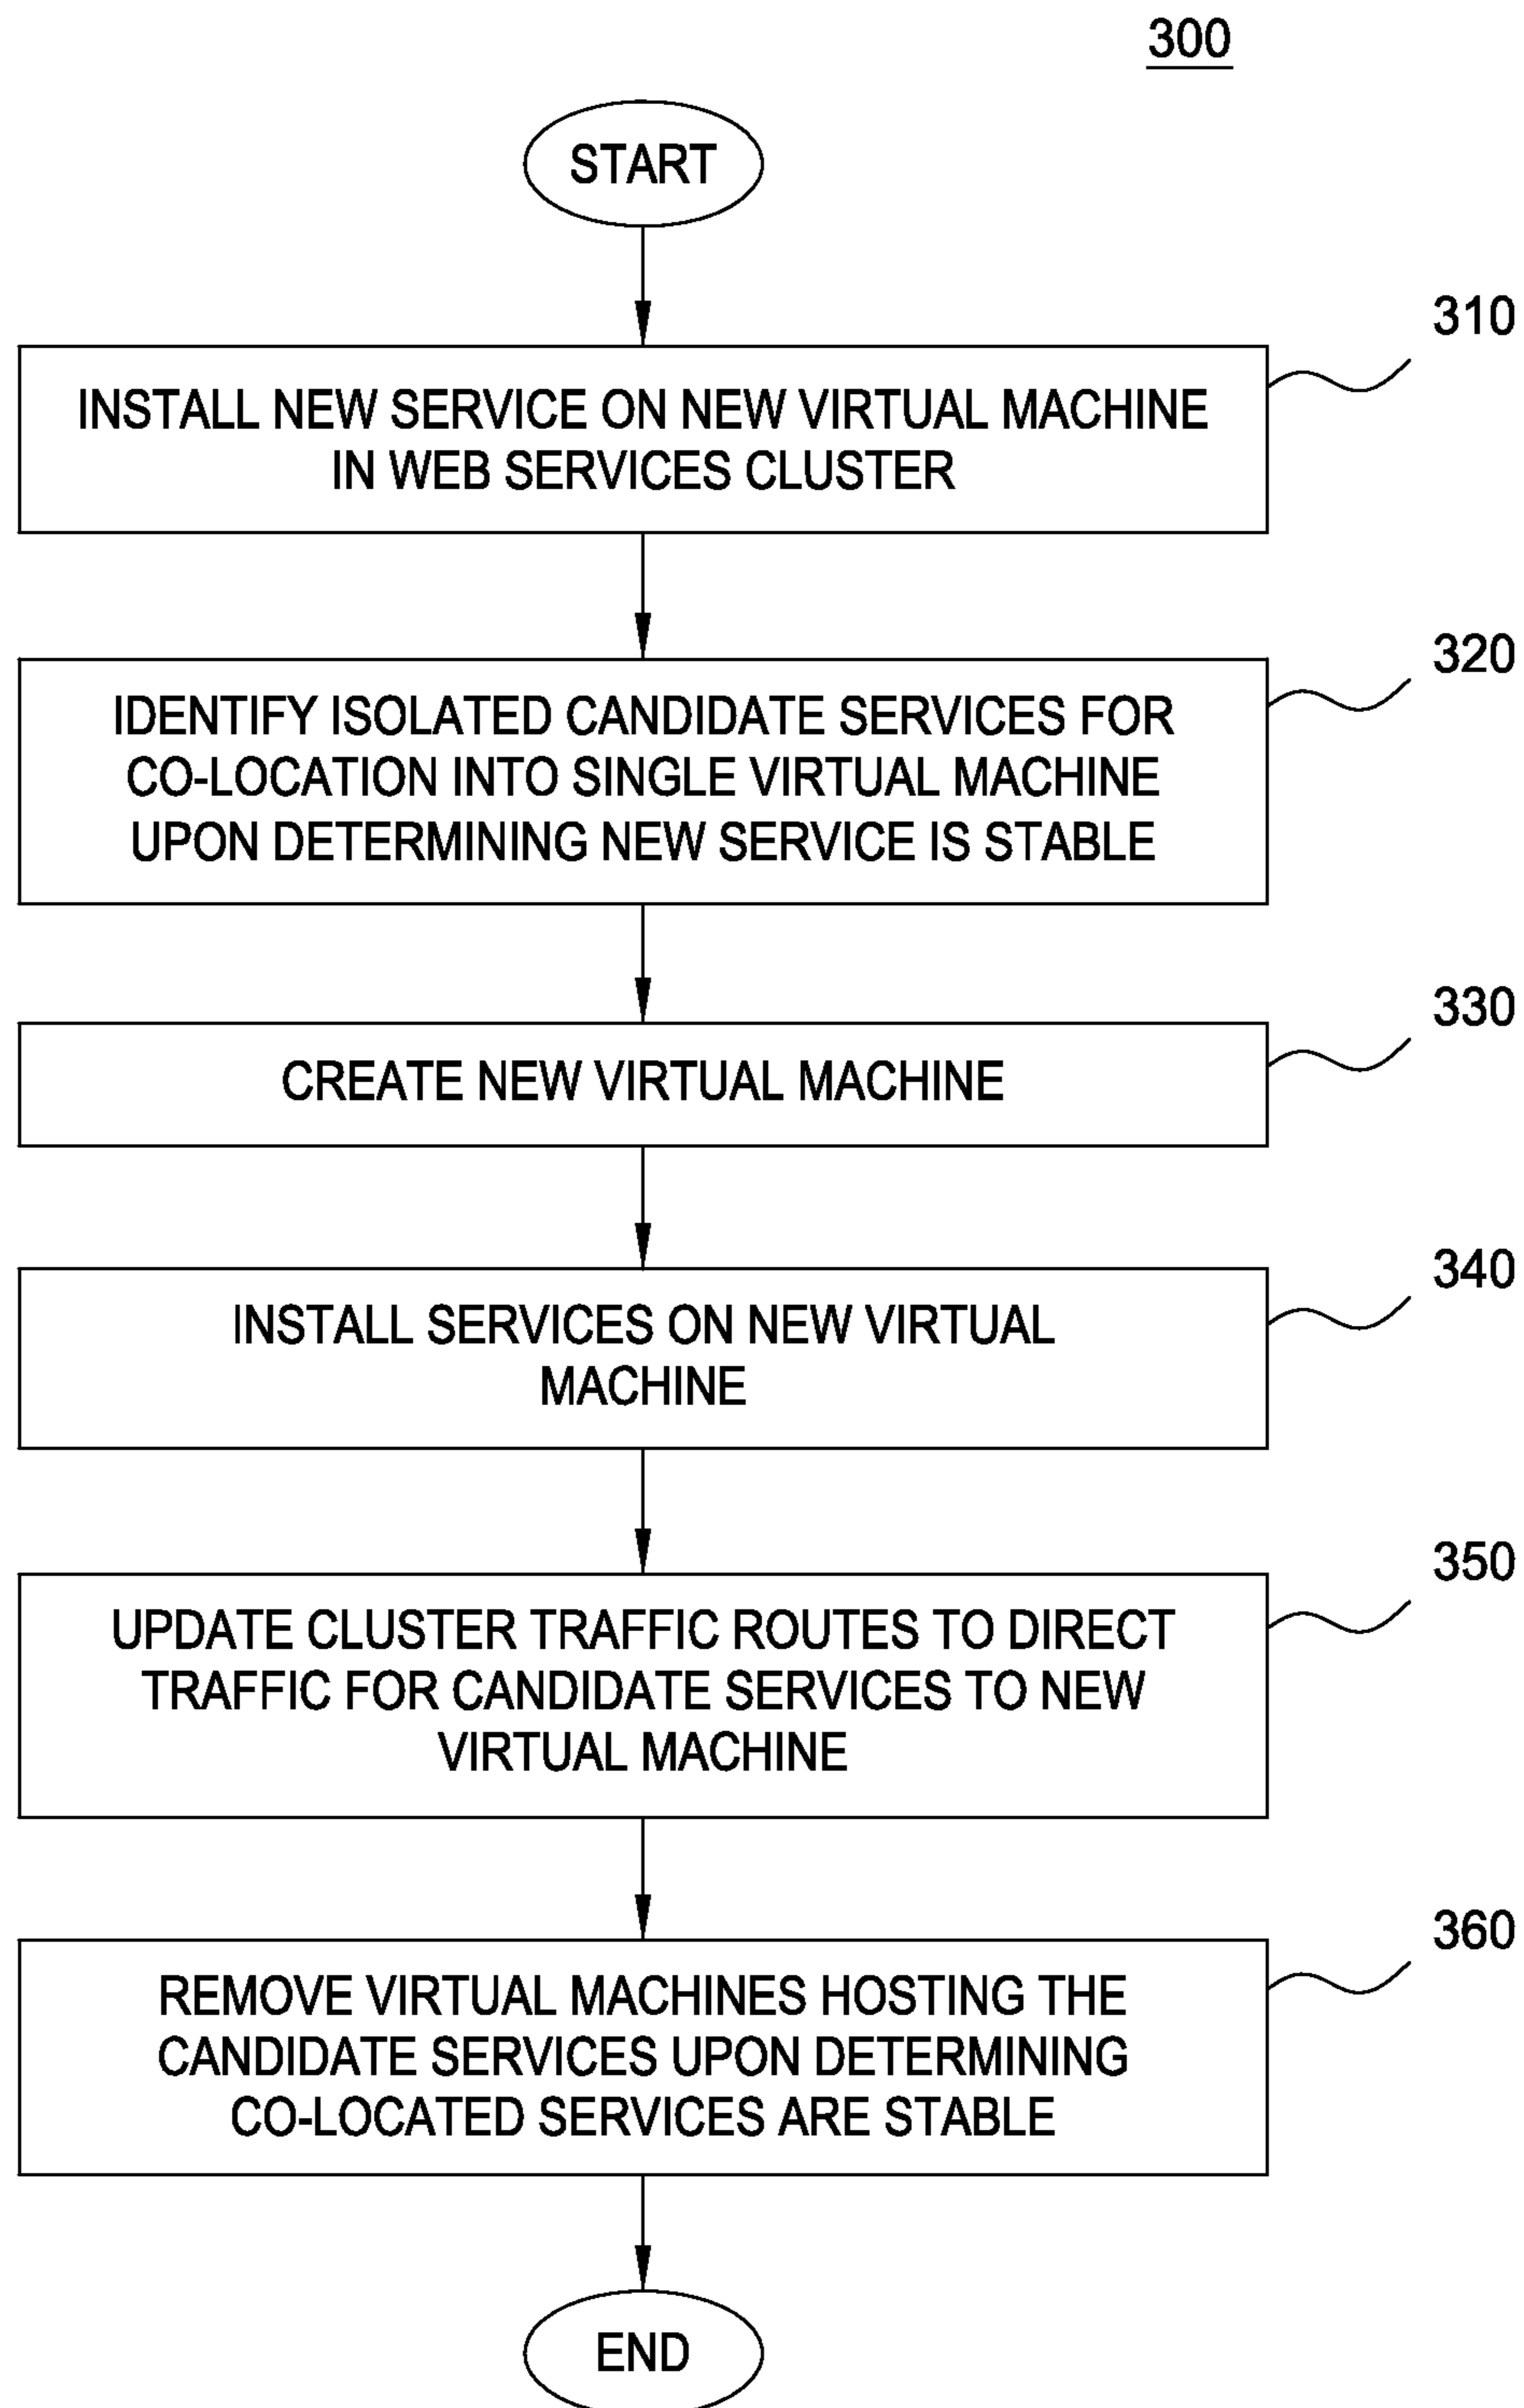 300
START
310
INSTALL NEW SERVICE ON NEW VIRTUAL MACHINE
IN WEB SERVICES CLUSTER
320
IDENTIFY ISOLATED CANDIDATE SERVICES FOR
CO-LOCATION INTO SINGLE VIRTUAL MACHINE
UPON DETERMINING NEW SERVICE IS STABLE
330
CREATE NEW VIRTUAL MACHINE
340
INSTALL SERVICES ON NEW VIRTUAL
MACHINE
350
UPDATE CLUSTER TRAFFIC ROUTES TO DIRECT
TRAFFIC FOR CANDIDATE SERVICES TO NEW
VIRTUAL MACHINE
360
REMOVE VIRTUAL MACHINES HOSTING THE
CANDIDATE SERVICES UPON DETERMINING
CO-LOCATED SERVICES ARE STABLE
END